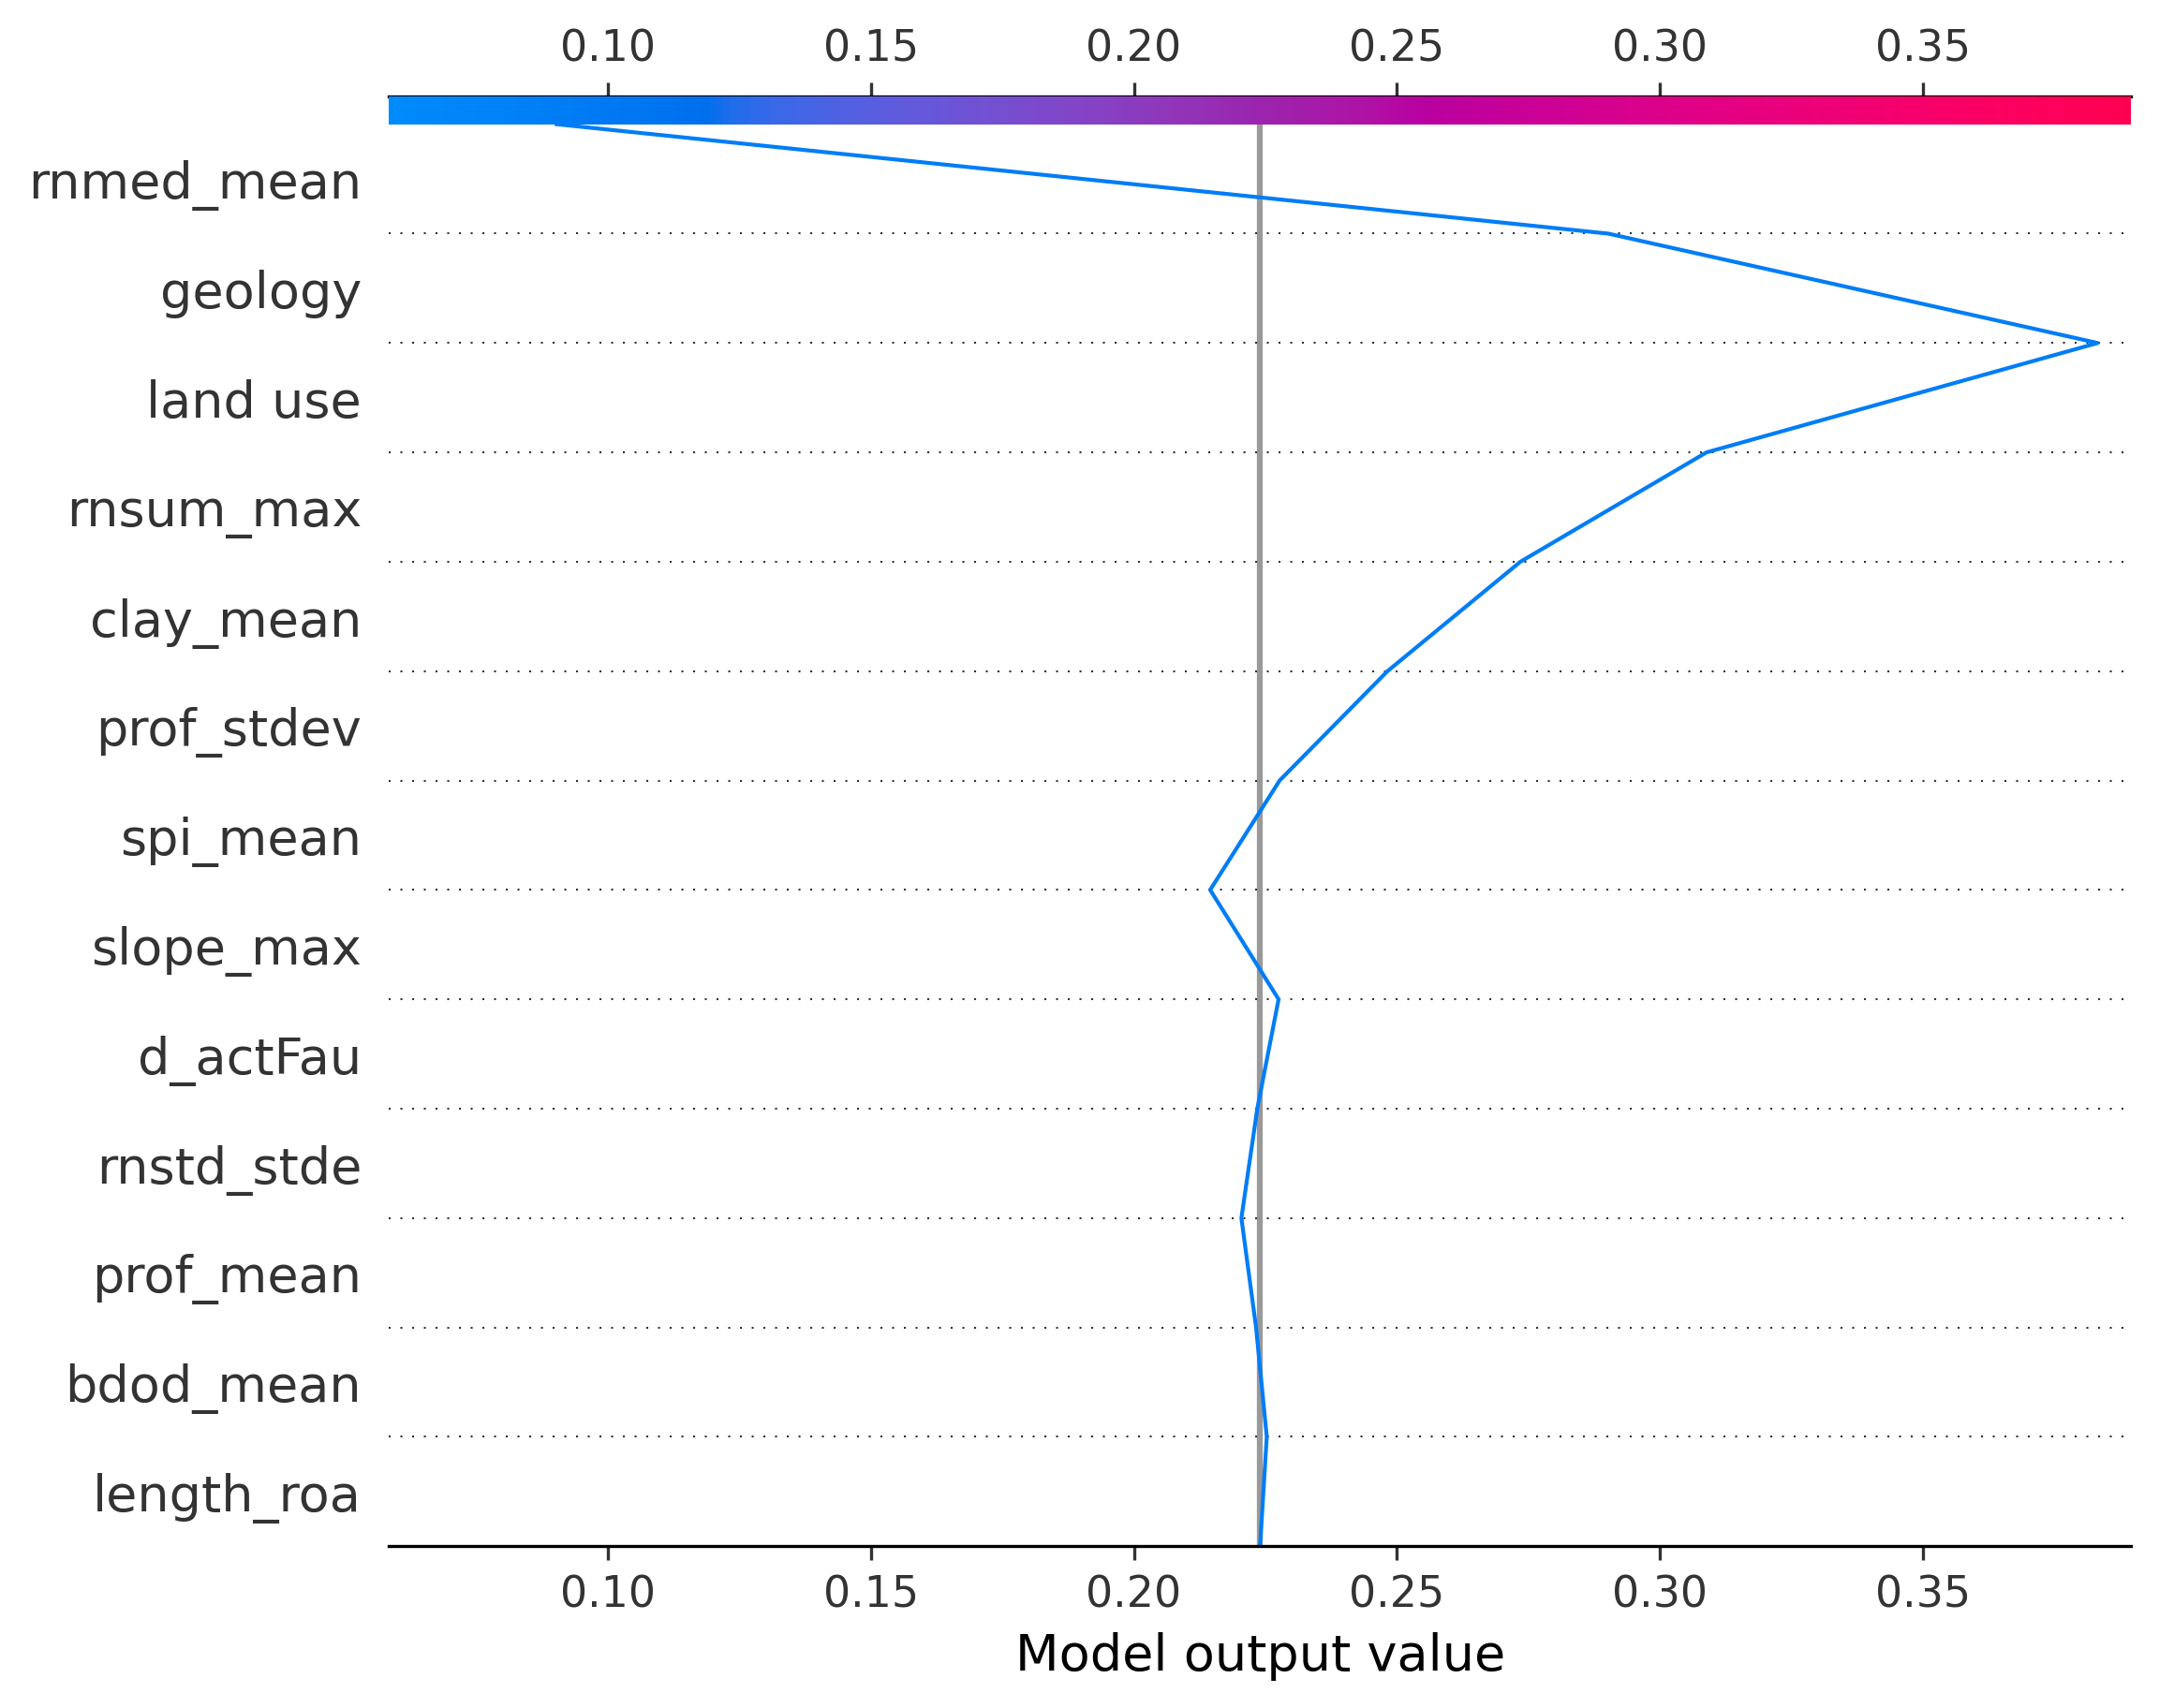 0.10 0.15 0.20 0.25 0.30 0.35
rnmed_mean
geology
land use
rnsum_max
clay_mean
prof_stdev
spi_mean
slope_max
d_actFau
rnstd_stde
prof_mean
bdod_mean
length_roa
0.10 0.15 0.20 0.25 0.30 0.35
Model output value